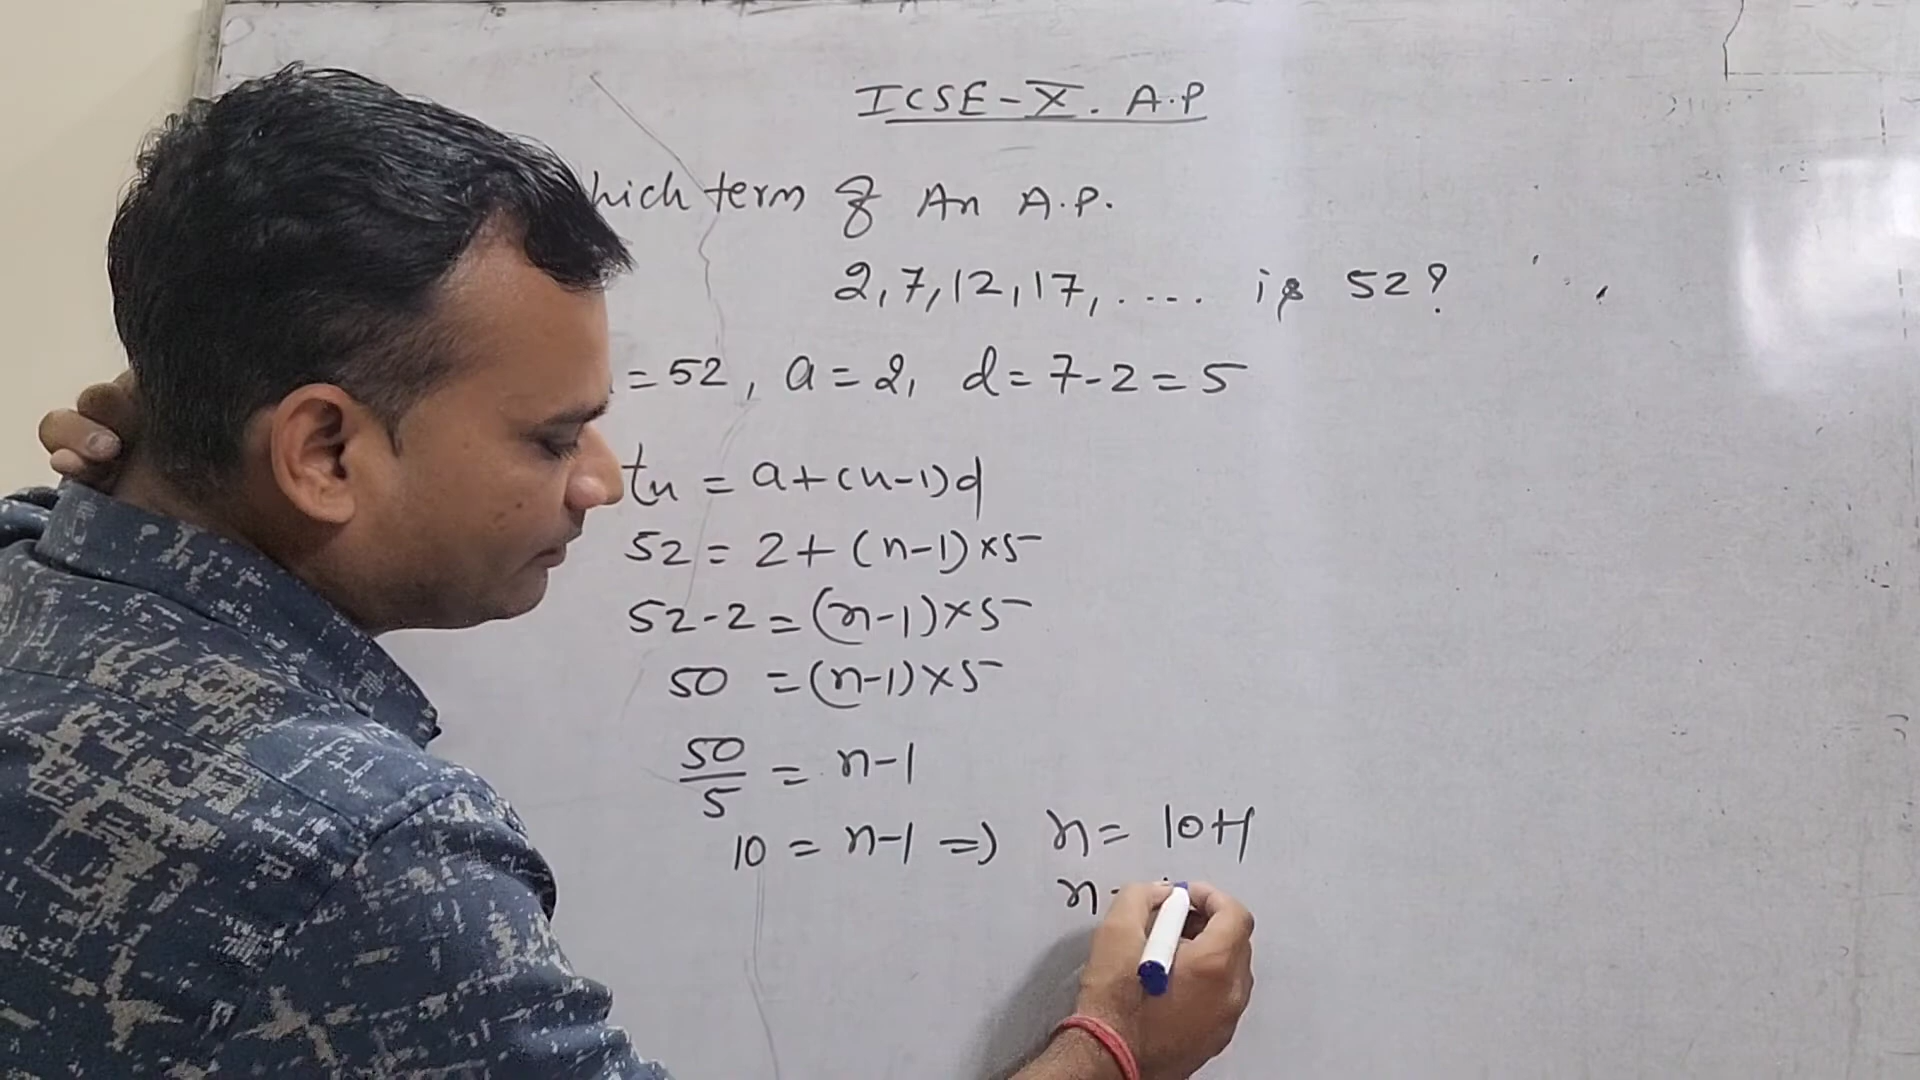 ICSE-X. A.P
hich term of An A.P.
2,7,12,17,.... is 52?
=52, a=2, d=7-2=5
tn = a+(n-1)d
52 = 2+(n-1)×5
52-2=(n-1)×5
50 =(n-1)×5
50/5 = n-1
10 = n-1 => n= 10+1
n=